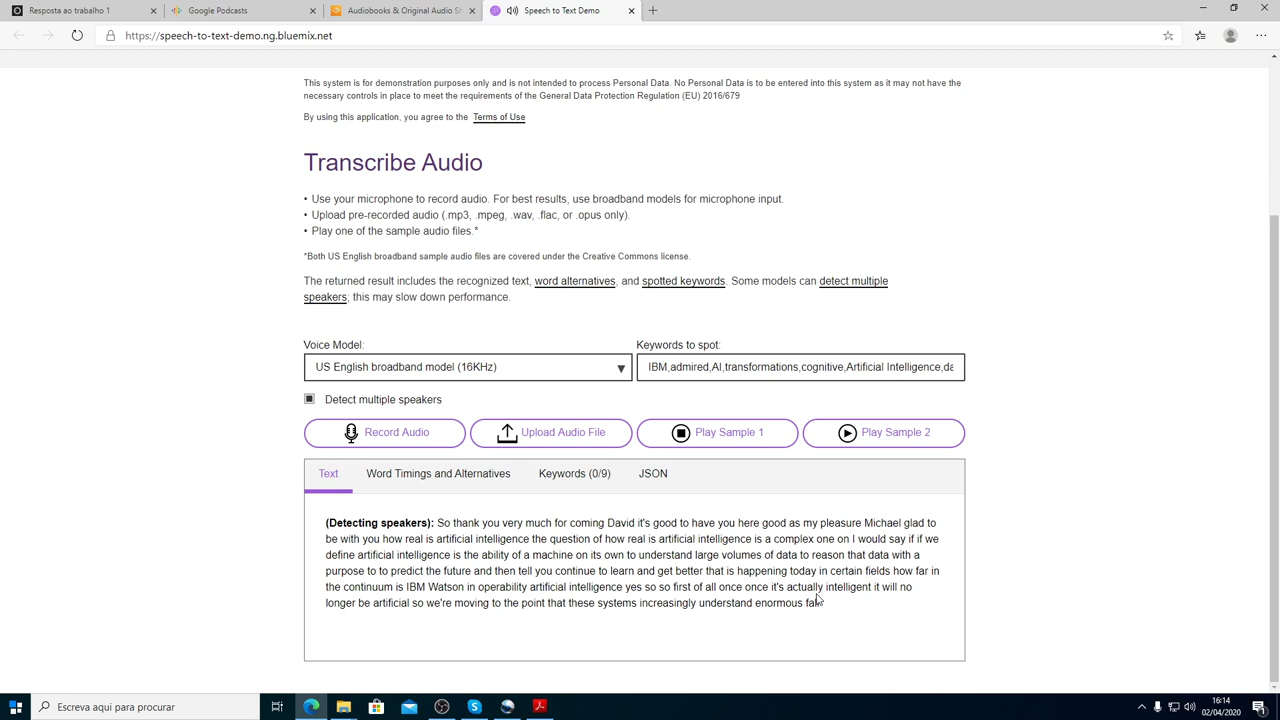 Resposta ao trabalho 1
Google Podcasts
Audiobooks & Original Audio Sh
Speech to Text Demo
https://speech-to-text-demo.ng.bluemix.net
This system is for demonstration purposes only and is not intended to process Personal Data. No Personal Data is to be entered into this system as it may not have the
necessary controls in place to meet the requirements of the General Data Protection Regulation (EU) 2016/679
By using this application, you agree to the Terms of Use
Transcribe Audio
• Use your microphone to record audio. For best results, use broadband models for microphone input.
• Upload pre-recorded audio (.mp3, .mpeg, .wav, .flac, or .opus only).
• Play one of the sample audio files.*
*Both US English broadband sample audio files are covered under the Creative Commons license.
The returned result includes the recognized text, word alternatives, and spotted keywords. Some models can detect multiple
speakers; this may slow down performance.
Voice Model:
Keywords to spot:
US English broadband model (16KHz)
IBM,admired,AI,transformations,cognitive,Artificial Intelligence,da
Detect multiple speakers
Record Audio
Upload Audio File
Play Sample 1
Play Sample 2
Text
Word Timings and Alternatives
Keywords (0/9)
JSON
(Detecting speakers): So thank you very much for coming David it's good to have you here good as my pleasure Michael glad to
be with you how real is artificial intelligence the question of how real is artificial intelligence is a complex one on I would say if if we
define artificial intelligence is the ability of a machine on its own to understand large volumes of data to reason that data with a
purpose to to predict the future and then tell you continue to learn and get better that is happening today in certain fields how far in
the continuum is IBM Watson in operability artificial intelligence yes so so first of all once once it's actually intelligent it will no
longer be artificial so we're moving to the point that these systems increasingly understand enormous
Escreva aqui para procurar
16:14
02/04/2020